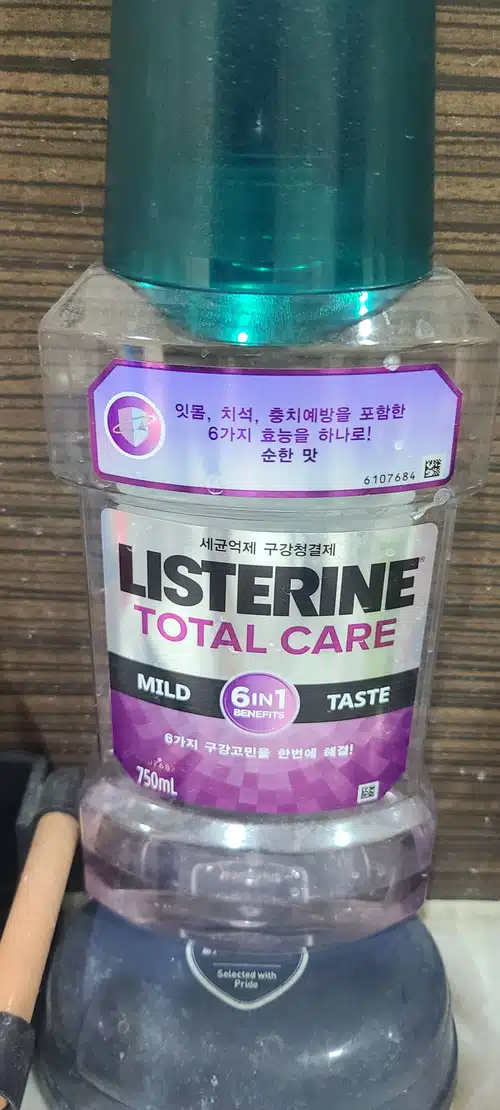 잇몸, 치석, 충치예방을 포함한
6가지 효능을 하나로!
순한 맛
6107684
세균억제 구강청결제
LISTERINE®
TOTAL CARE
MILD
6 IN 1
BENEFITS
TASTE
6가지 구강고민을 한번에 해결!
750mL
Selected with
Pride